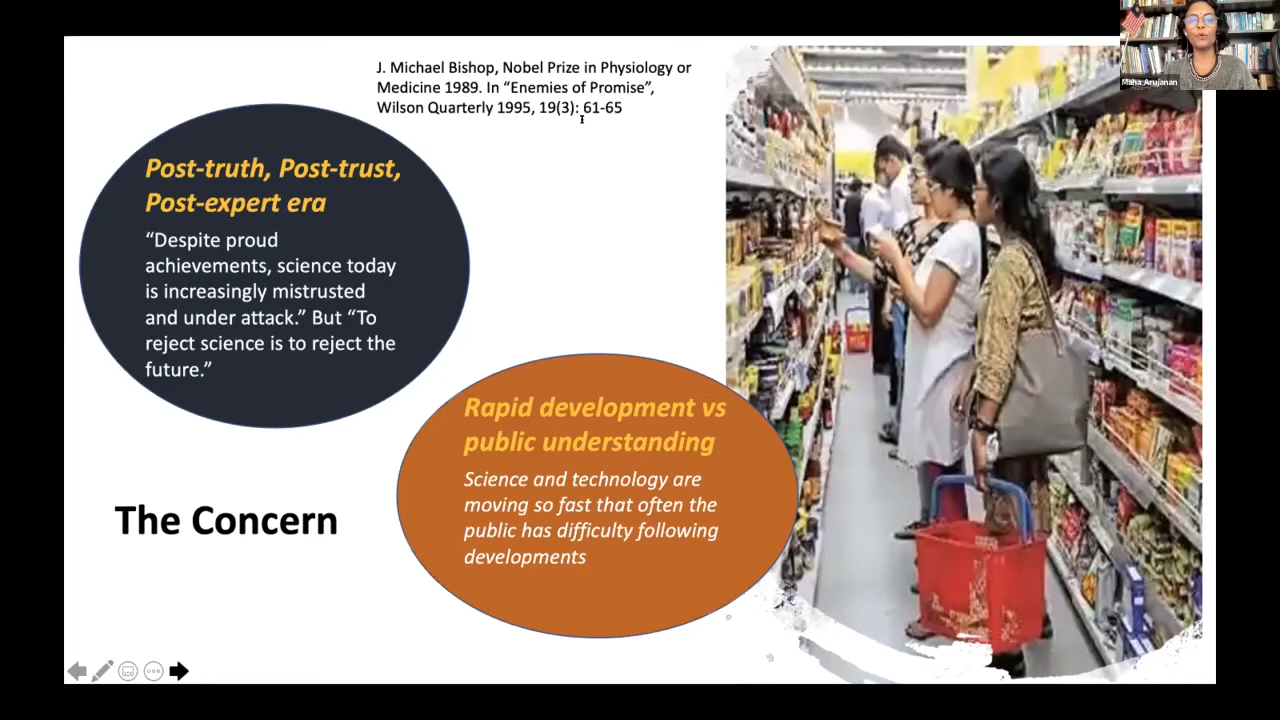 J. Michael Bishop, Nobel Prize in Physiology or
Medicine 1989. In “Enemies of Promise”,
Wilson Quarterly 1995, 19(3): 61-65
Post-truth, Post-trust,
Post-expert era
“Despite proud
achievements, science today
is increasingly mistrusted
and under attack.” But “To
reject science is to reject the
future.”
Rapid development vs
public understanding
Science and technology are
moving so fast that often the
public has difficulty following
developments
The Concern
Maha.Arujanan